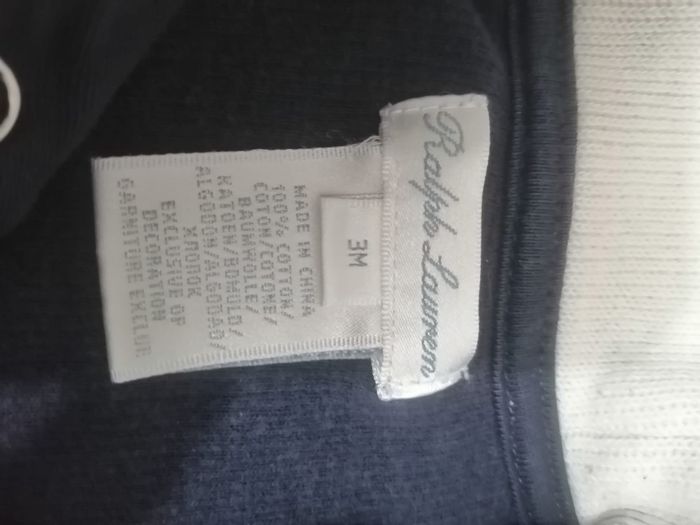 Ralph Lauren
3M
MADE IN CHINA
100% COTTON/
COTON/COTONE/
BAUMWOLLE/
KATOEN/BOMULD/
ALGODON/ALGODAO/
ΧΛΟΠΟΚ
EXCLUSIVE OF
DECORATION
GARNITURE EXCLUE